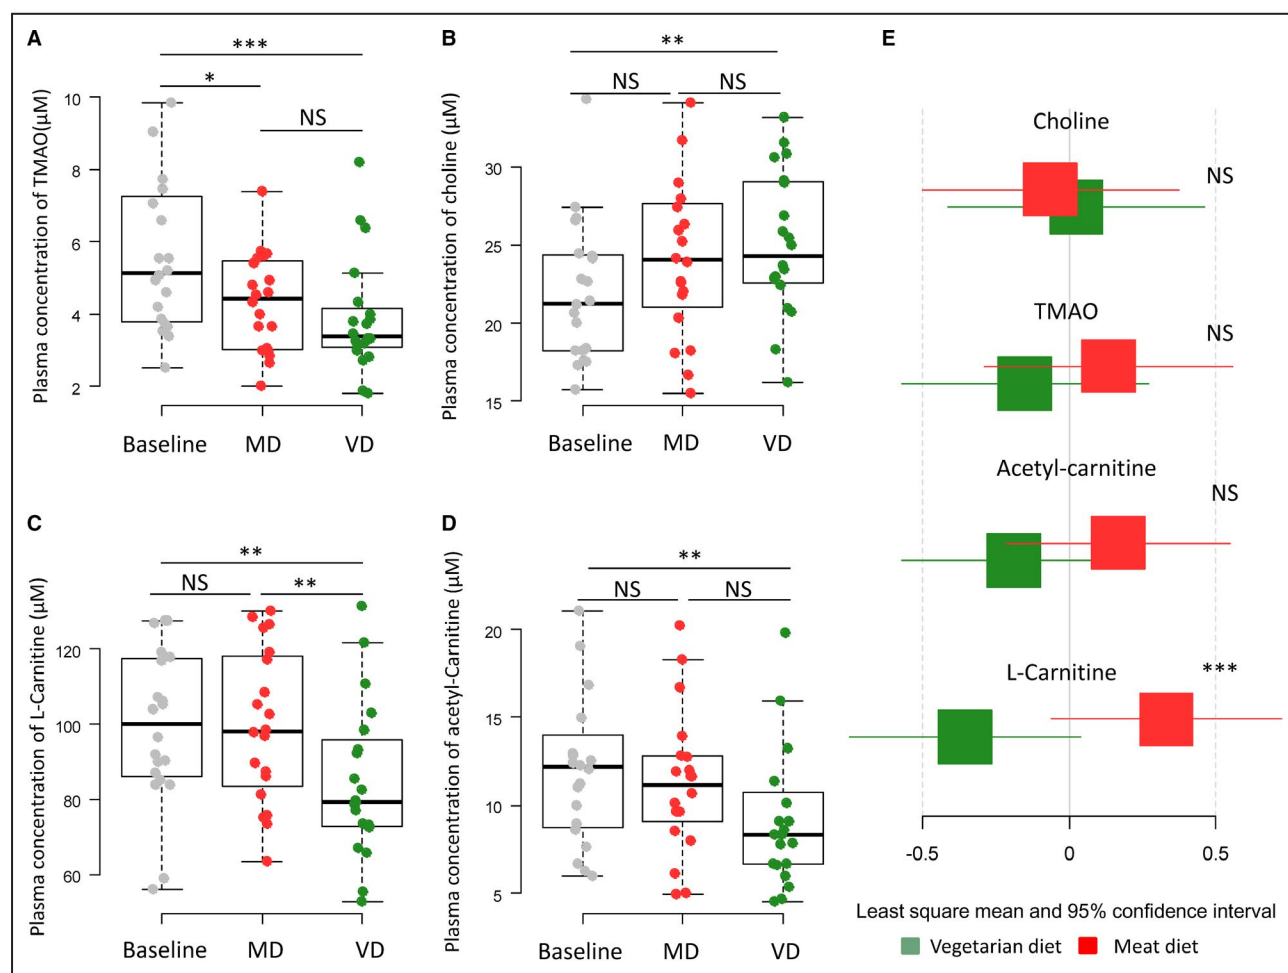 A
***
*
NS
Plasma concentration of TMAO(µM)
10
8
6
4
2
Baseline MD VD
B
**
NS NS
Plasma concentration of choline (µM)
30
25
20
15
Baseline MD VD
C
**
NS **
Plasma concentration of L-Carnitine (µM)
120
100
80
60
Baseline MD VD
D
**
NS NS
Plasma concentration of acetyl-Carnitine (µM)
20
15
10
5
Baseline MD VD
E
Choline
NS
TMAO
NS
Acetyl-carnitine
NS
L-Carnitine ***
-0.5 0 0.5
Least square mean and 95% confidence interval
Vegetarian diet Meat diet